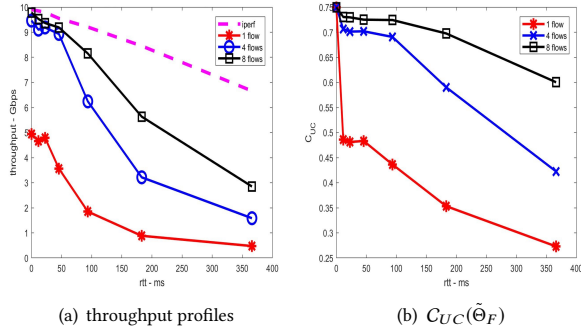 throughput - Gbps
10
9
8
7
6
5
4
3
2
1
0
iperf
1 flow
4 flows
8 flows
0 50 100 150 200 250 300 350 400
rtt - ms
(a) throughput profiles
C_UC
0.75
0.7
0.65
0.6
0.55
0.5
0.45
0.4
0.35
0.3
0.25
1 flow
4 flows
8 flows
0 50 100 150 200 250 300 350 400
rtt - ms
(b) C_{UC}(Θ̃_F)